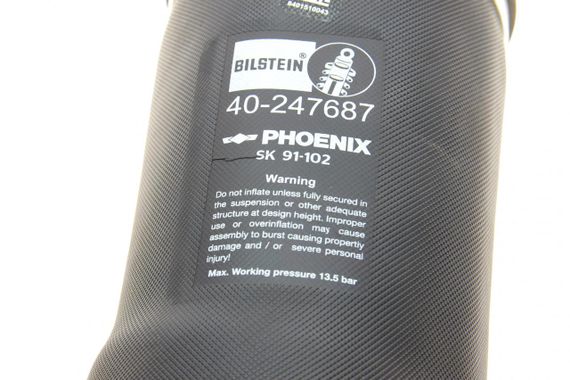 8401510043
BILSTEIN®
40-247687
PHOENIX
SK 91-102
Warning
Do not inflate unless fully secured in
the suspension or other adequate
structure at design height. Improper
use or overinflation may cause
assembly to burst causing propertiy
damage and / or severe personal
injury!
Max. Working pressure 13.5 bar